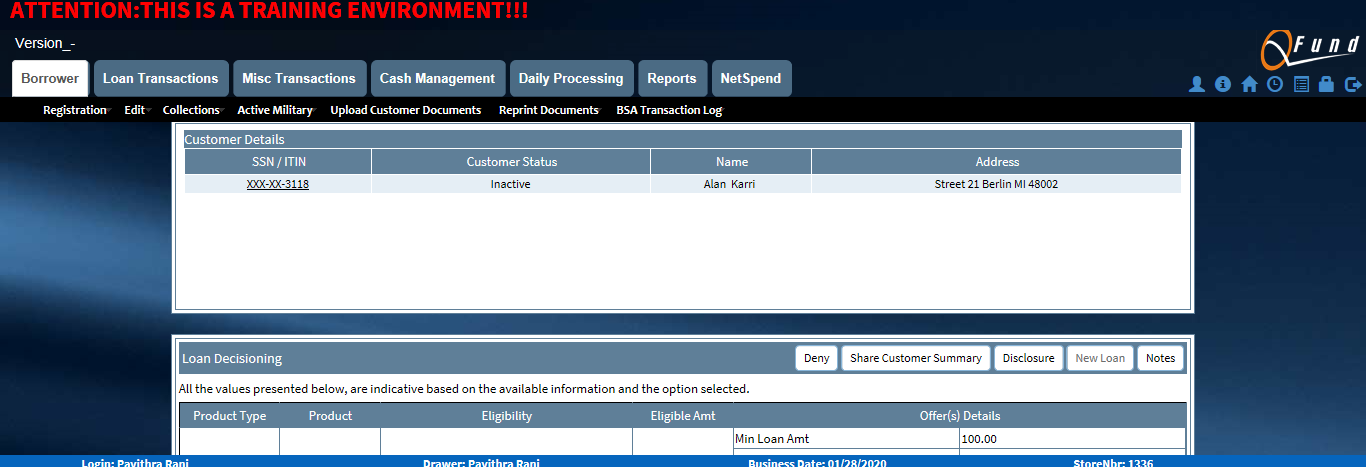 ATTENTION:THIS IS A TRAINING ENVIRONMENT!!!
Version_-
QFund
Borrower Loan Transactions Misc Transactions Cash Management Daily Processing Reports NetSpend
Registration Edit Collections Active Military Upload Customer Documents Reprint Documents BSA Transaction Log
Customer Details
SSN / ITIN Customer Status Name Address
XXX-XX-3118 Inactive Alan Karri Street 21 Berlin MI 48002
Loan Decisioning Deny Share Customer Summary Disclosure New Loan Notes
All the values presented below, are indicative based on the available information and the option selected.
Product Type Product Eligibility Eligible Amt Offer(s) Details
Min Loan Amt 100.00
Login: Pavithra Rani Drawer: Pavithra Rani Business Date: 01/28/2020 StoreNbr: 1336